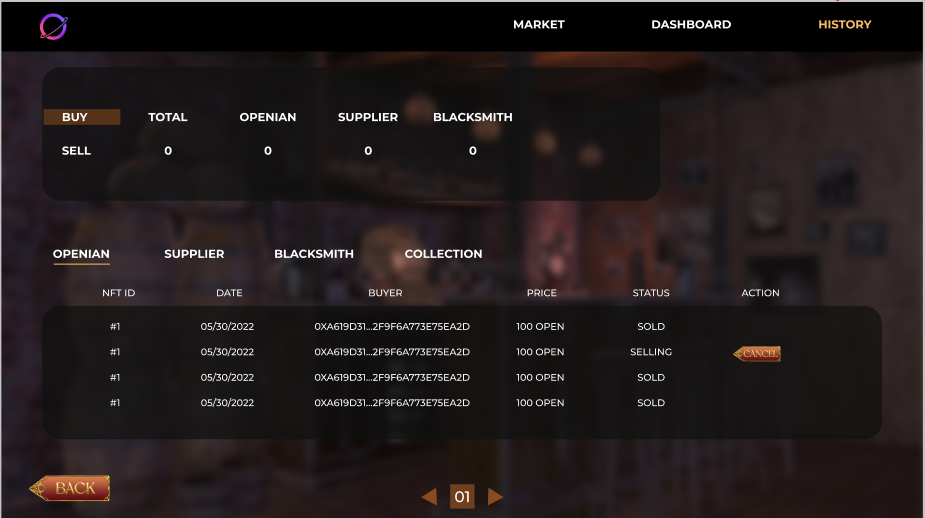 MARKET DASHBOARD HISTORY
BUY TOTAL OPENIAN SUPPLIER BLACKSMITH
SELL 0 0 0 0
OPENIAN SUPPLIER BLACKSMITH COLLECTION
NFT ID DATE BUYER PRICE STATUS ACTION
#1 05/30/2022 0XA619D31...2F9F6A773E75EA2D 100 OPEN SOLD
#1 05/30/2022 0XA619D31...2F9F6A773E75EA2D 100 OPEN SELLING CANCEL
#1 05/30/2022 0XA619D31...2F9F6A773E75EA2D 100 OPEN SOLD
#1 05/30/2022 0XA619D31...2F9F6A773E75EA2D 100 OPEN SOLD
BACK
01